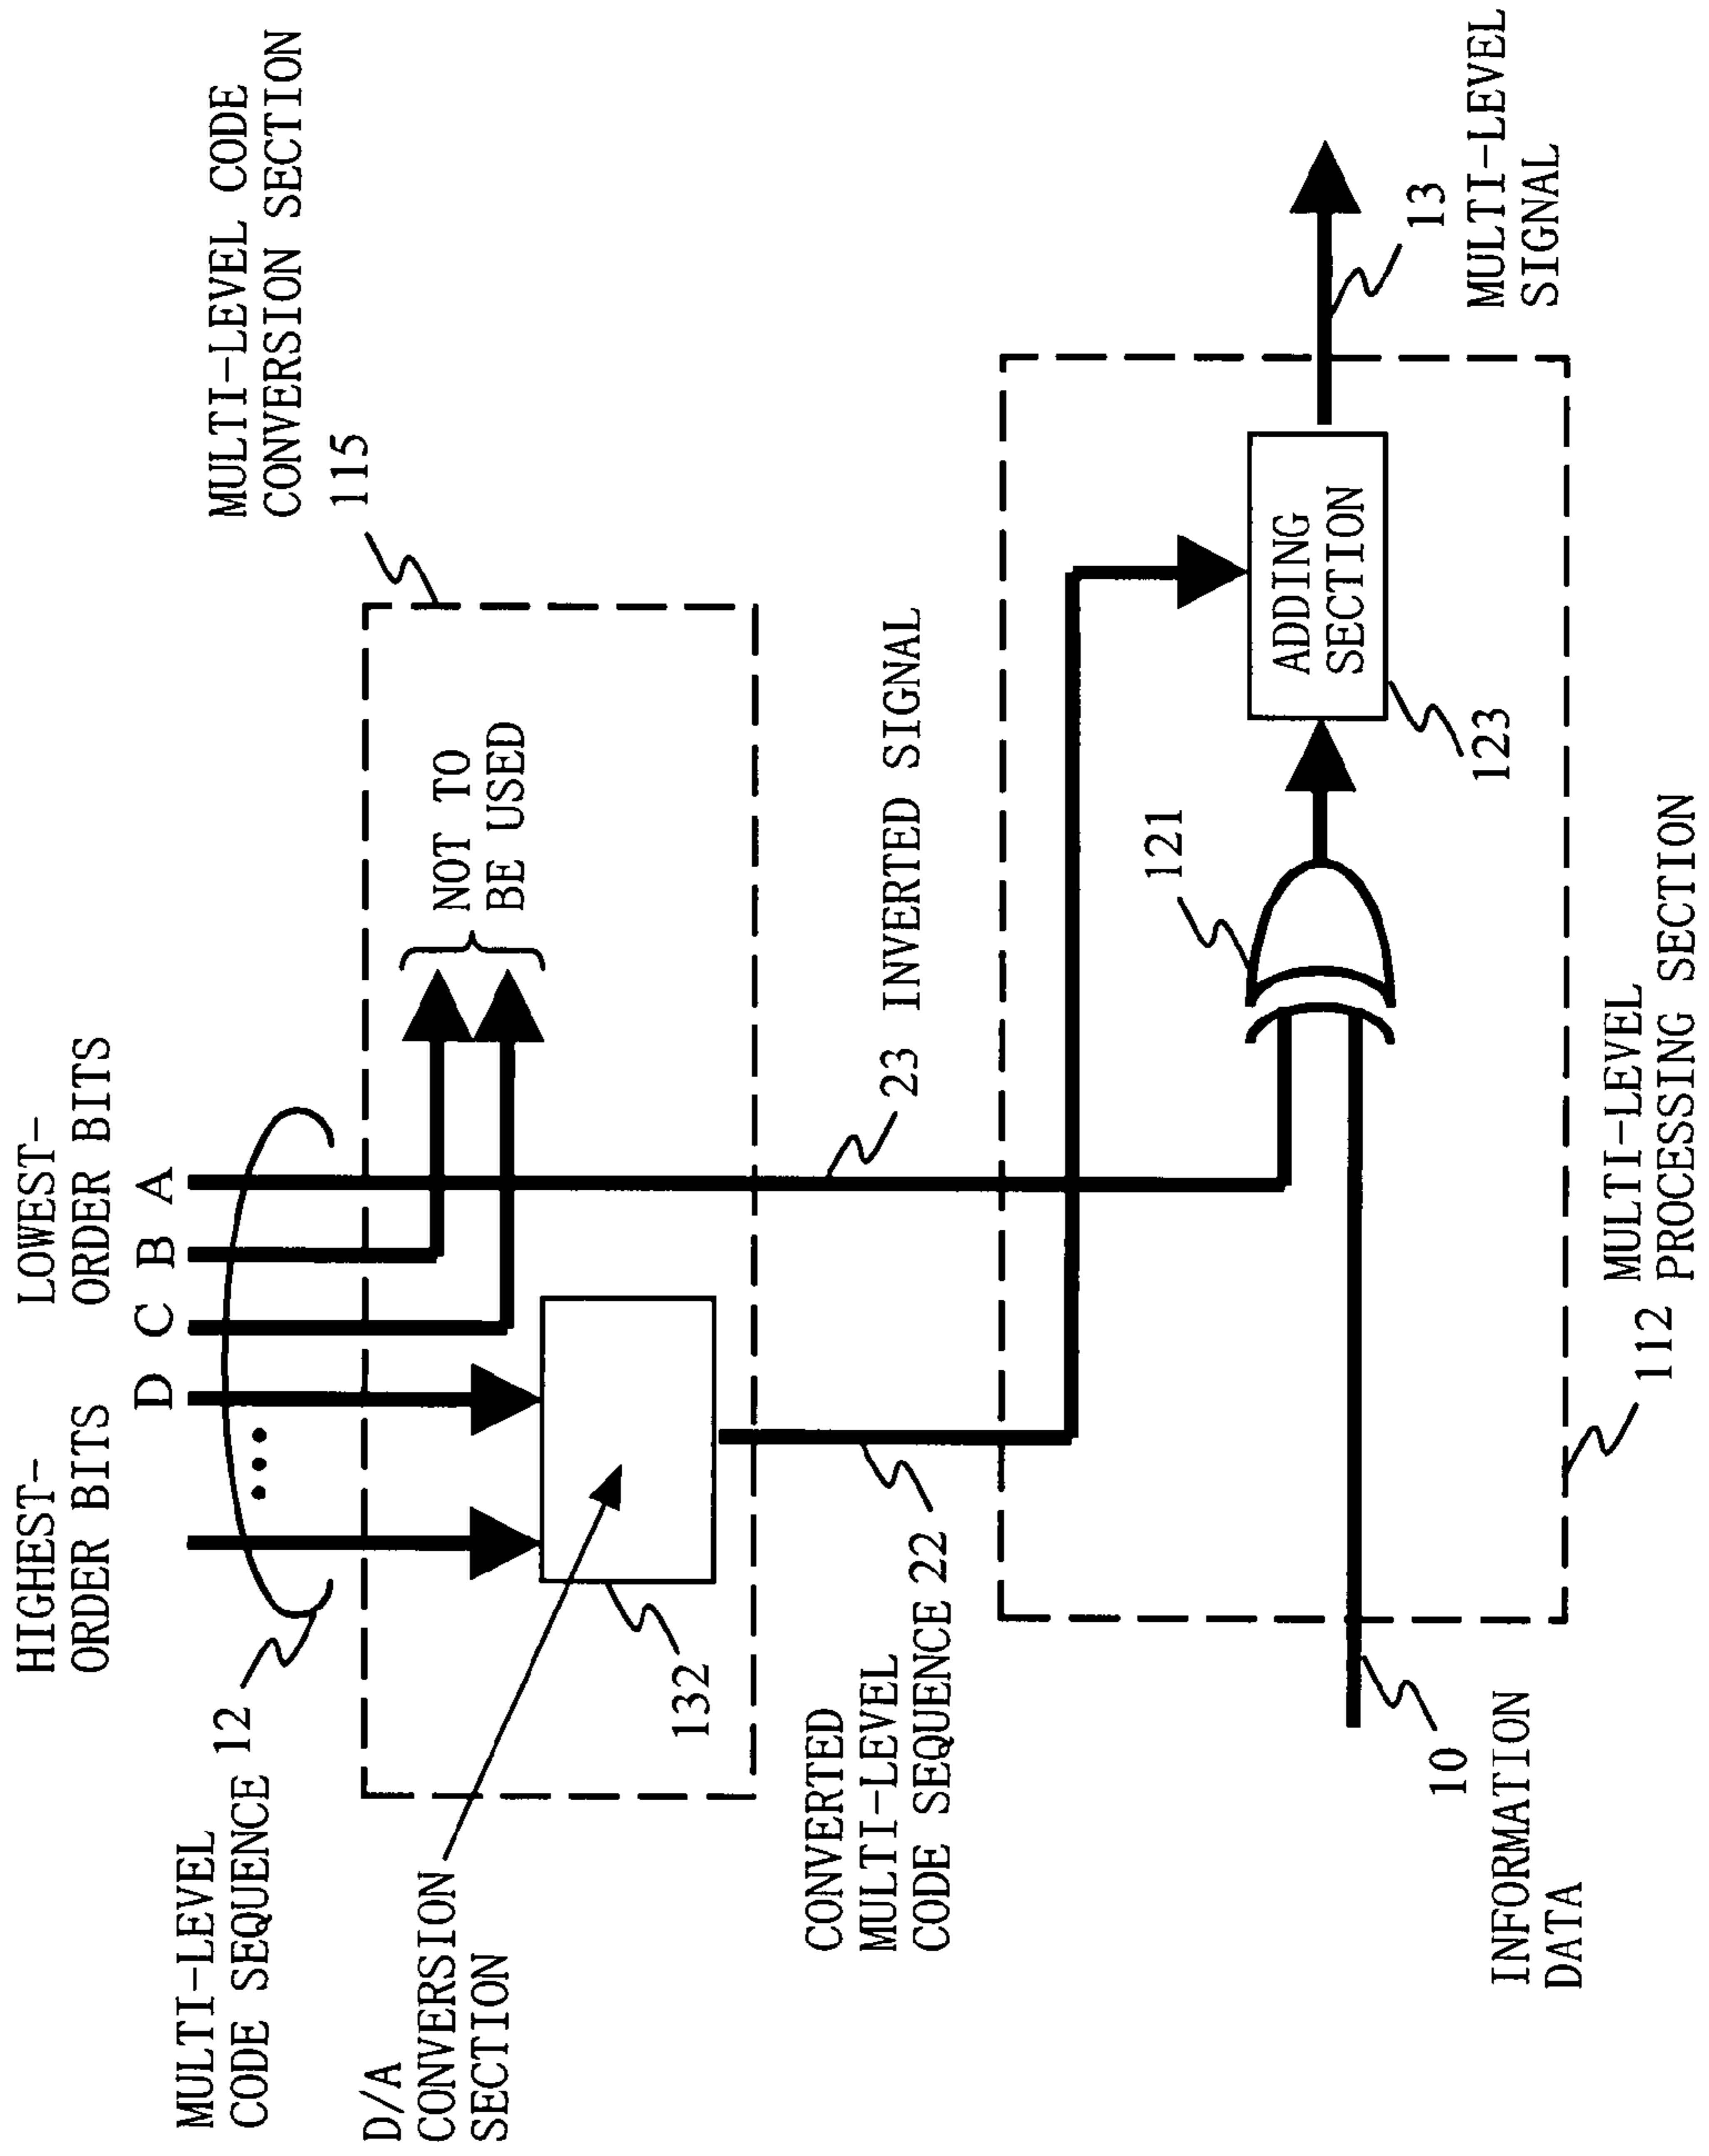 HIGHEST-
ORDER BITS
LOWEST-
ORDER BITS
D C B A
MULTI-LEVEL
CODE SEQUENCE 12
MULTI-LEVEL CODE
CONVERSION SECTION
115
NOT TO
BE USED
D/A
CONVERSION
SECTION
132
CONVERTED
MULTI-LEVEL
CODE SEQUENCE 22
23 INVERTED SIGNAL
121
ADDING
SECTION
123
13
MULTI-LEVEL
SIGNAL
10
INFORMATION
DATA
112 MULTI-LEVEL
PROCESSING SECTION